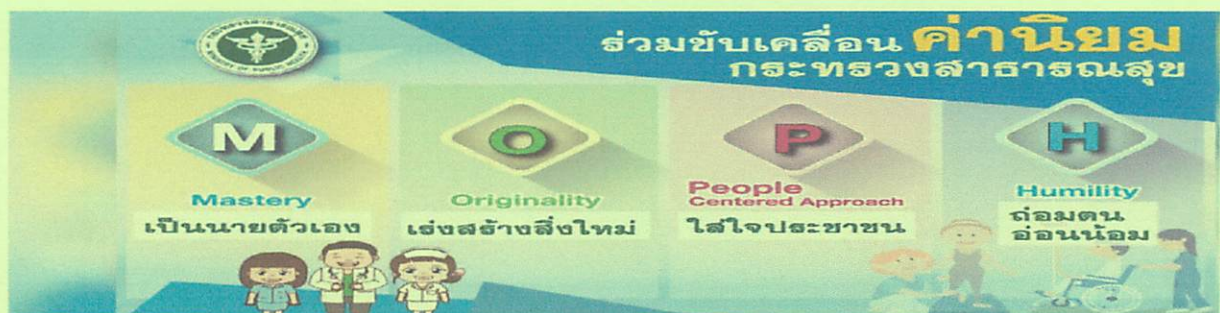 ร่วมขับเคลื่อน ค่านิยม
กระทรวงสาธารณสุข
M
Mastery
เป็นนายตัวเอง
O
Originality
เร่งสร้างสิ่งใหม่
P
People
Centered Approach
ใส่ใจประชาชน
H
Humility
ถ่อมตน
อ่อนน้อม